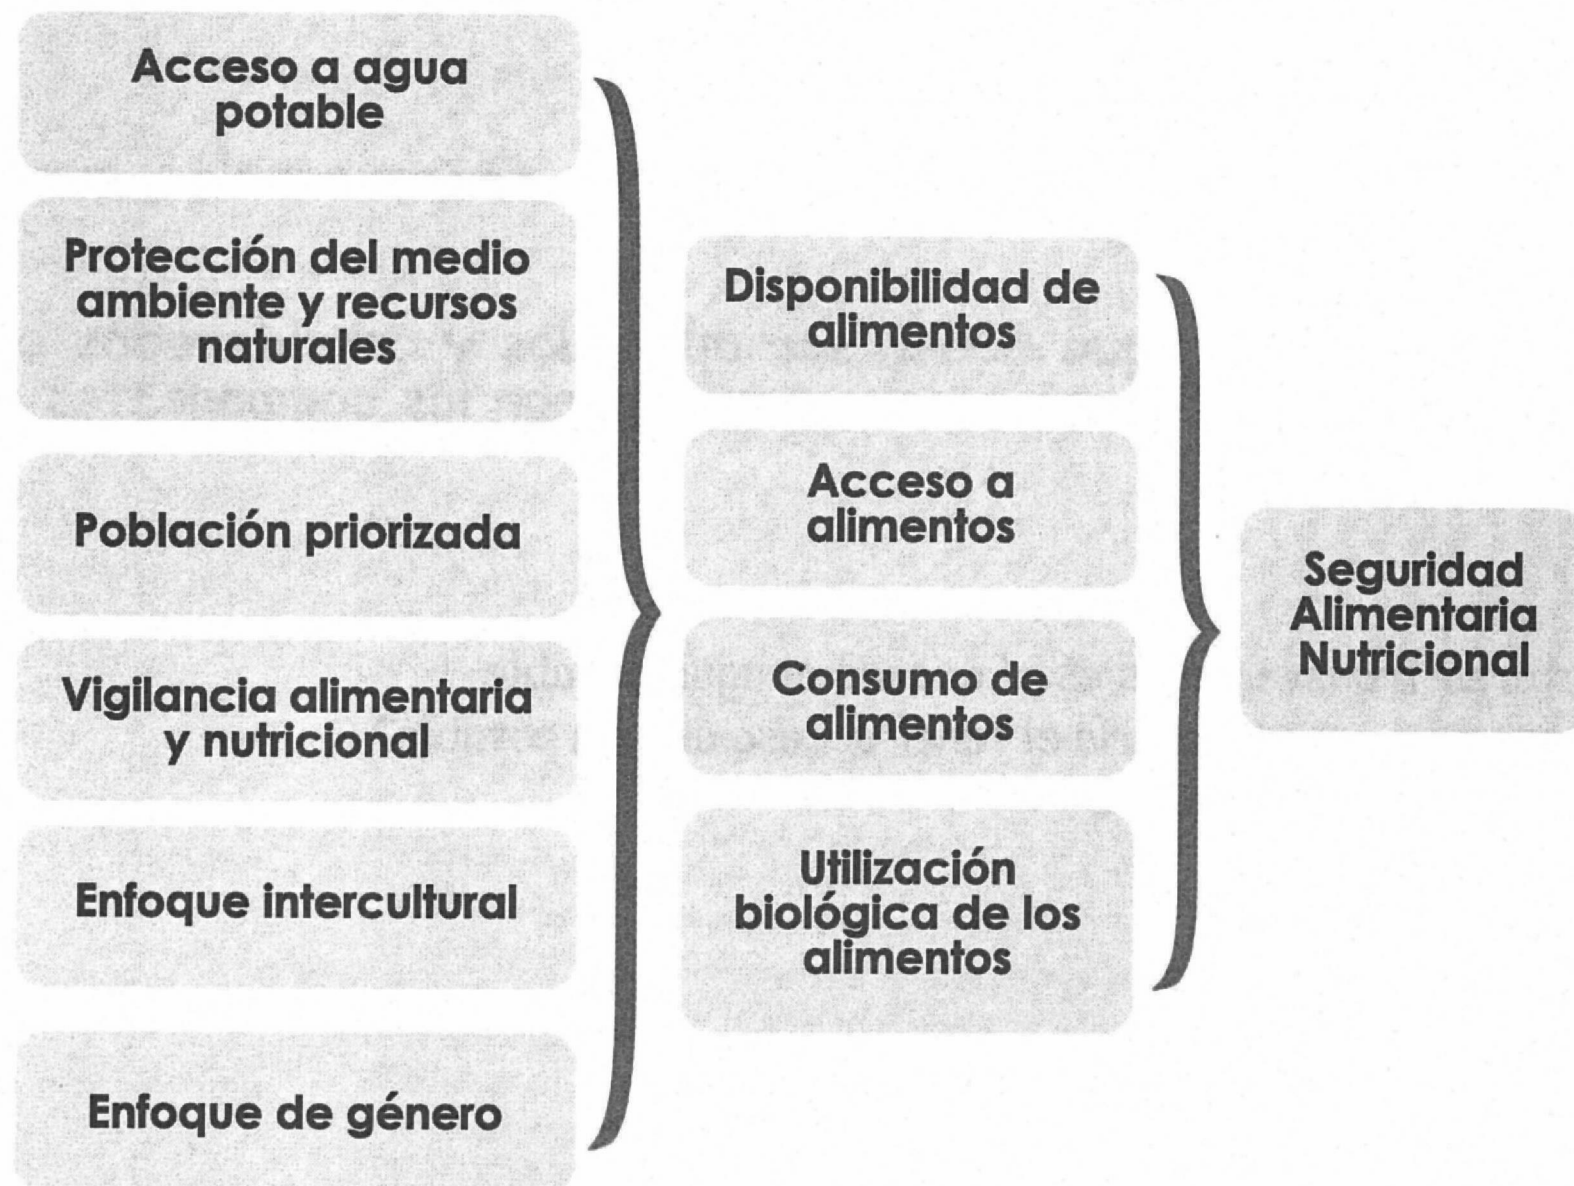 Acceso a agua
potable
Protección del medio
ambiente y recursos
naturales
Población priorizada
Vigilancia alimentaria
y nutricional
Enfoque intercultural
Enfoque de género
Disponibilidad de
alimentos
Acceso a
alimentos
Consumo de
alimentos
Utilización
biológica de los
alimentos
Seguridad
Alimentaria
Nutricional